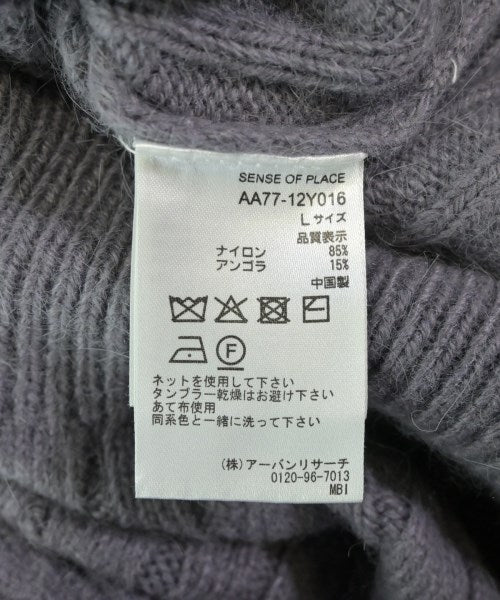 SENSE OF PLACE
AA77-12Y016
Lサイズ
品質表示
ナイロン 85%
アンゴラ 15%
中国製
F
ネットを使用して下さい
タンブラー乾燥はお避け下さい
あて布使用
同系色と一緒に洗って下さい
(株)アーバンリサーチ
0120-96-7013
MBI